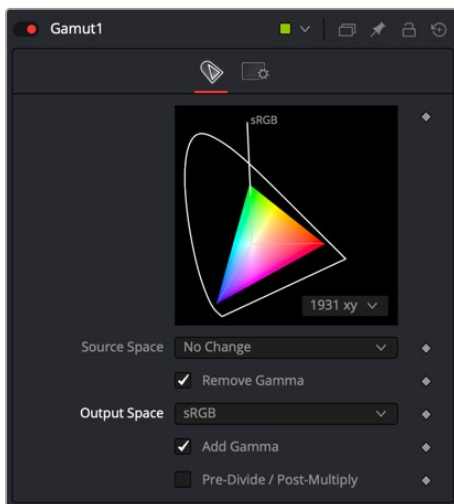 Gamut1
sRGB
1931 xy
Source Space No Change
Remove Gamma
Output Space sRGB
Add Gamma
Pre-Divide / Post-Multiply